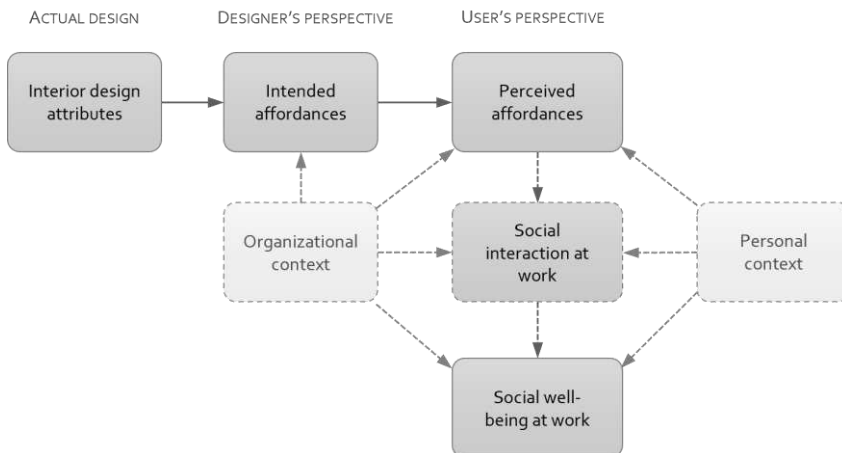 ACTUAL DESIGN
DESIGNER'S PERSPECTIVE
USER'S PERSPECTIVE
Interior design
attributes
Intended
affordances
Perceived
affordances
Organizational
context
Social
interaction at
work
Personal
context
Social well-
being at work